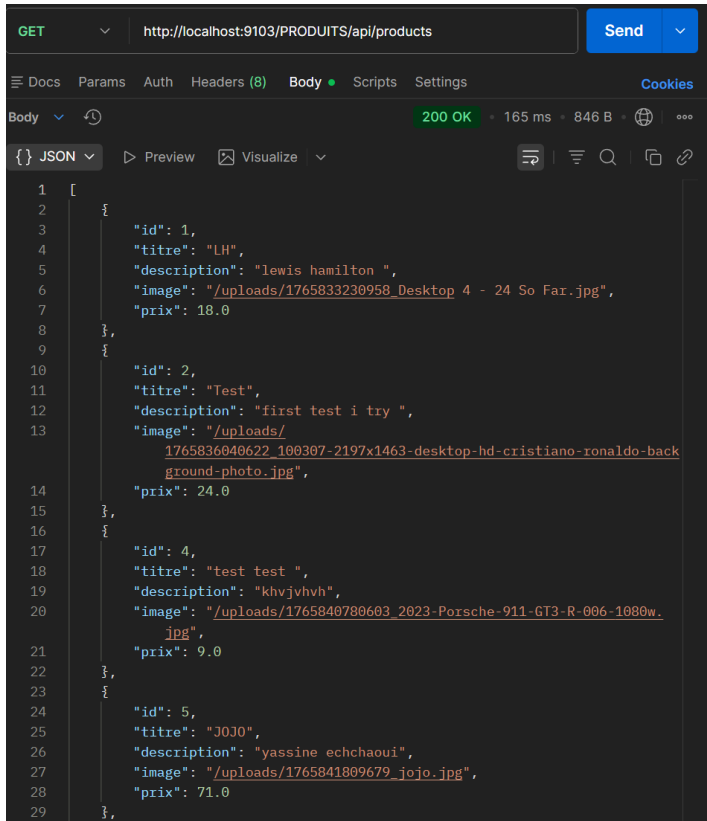 GET http://localhost:9103/PRODUITS/api/products Send
Docs Params Auth Headers (8) Body Scripts Settings Cookies
Body 200 OK 165 ms 846 B
{} JSON Preview Visualize
1 [
2 {
3 "id": 1,
4 "titre": "LH",
5 "description": "lewis hamilton ",
6 "image": "/uploads/1765833230958_Desktop 4 - 24 So Far.jpg",
7 "prix": 18.0
8 },
9 {
10 "id": 2,
11 "titre": "Test",
12 "description": "first test i try ",
13 "image": "/uploads/
1765836040622_100307-2197x1463-desktop-hd-cristiano-ronaldo-back
ground-photo.jpg",
14 "prix": 24.0
15 },
16 {
17 "id": 4,
18 "titre": "test test ",
19 "description": "khvjvhvh",
20 "image": "/uploads/1765840780603_2023-Porsche-911-GT3-R-006-1080w.
jpg",
21 "prix": 9.0
22 },
23 {
24 "id": 5,
25 "titre": "JOJO",
26 "description": "yassine echchaoui",
27 "image": "/uploads/1765841809679_jojo.jpg",
28 "prix": 71.0
29 },